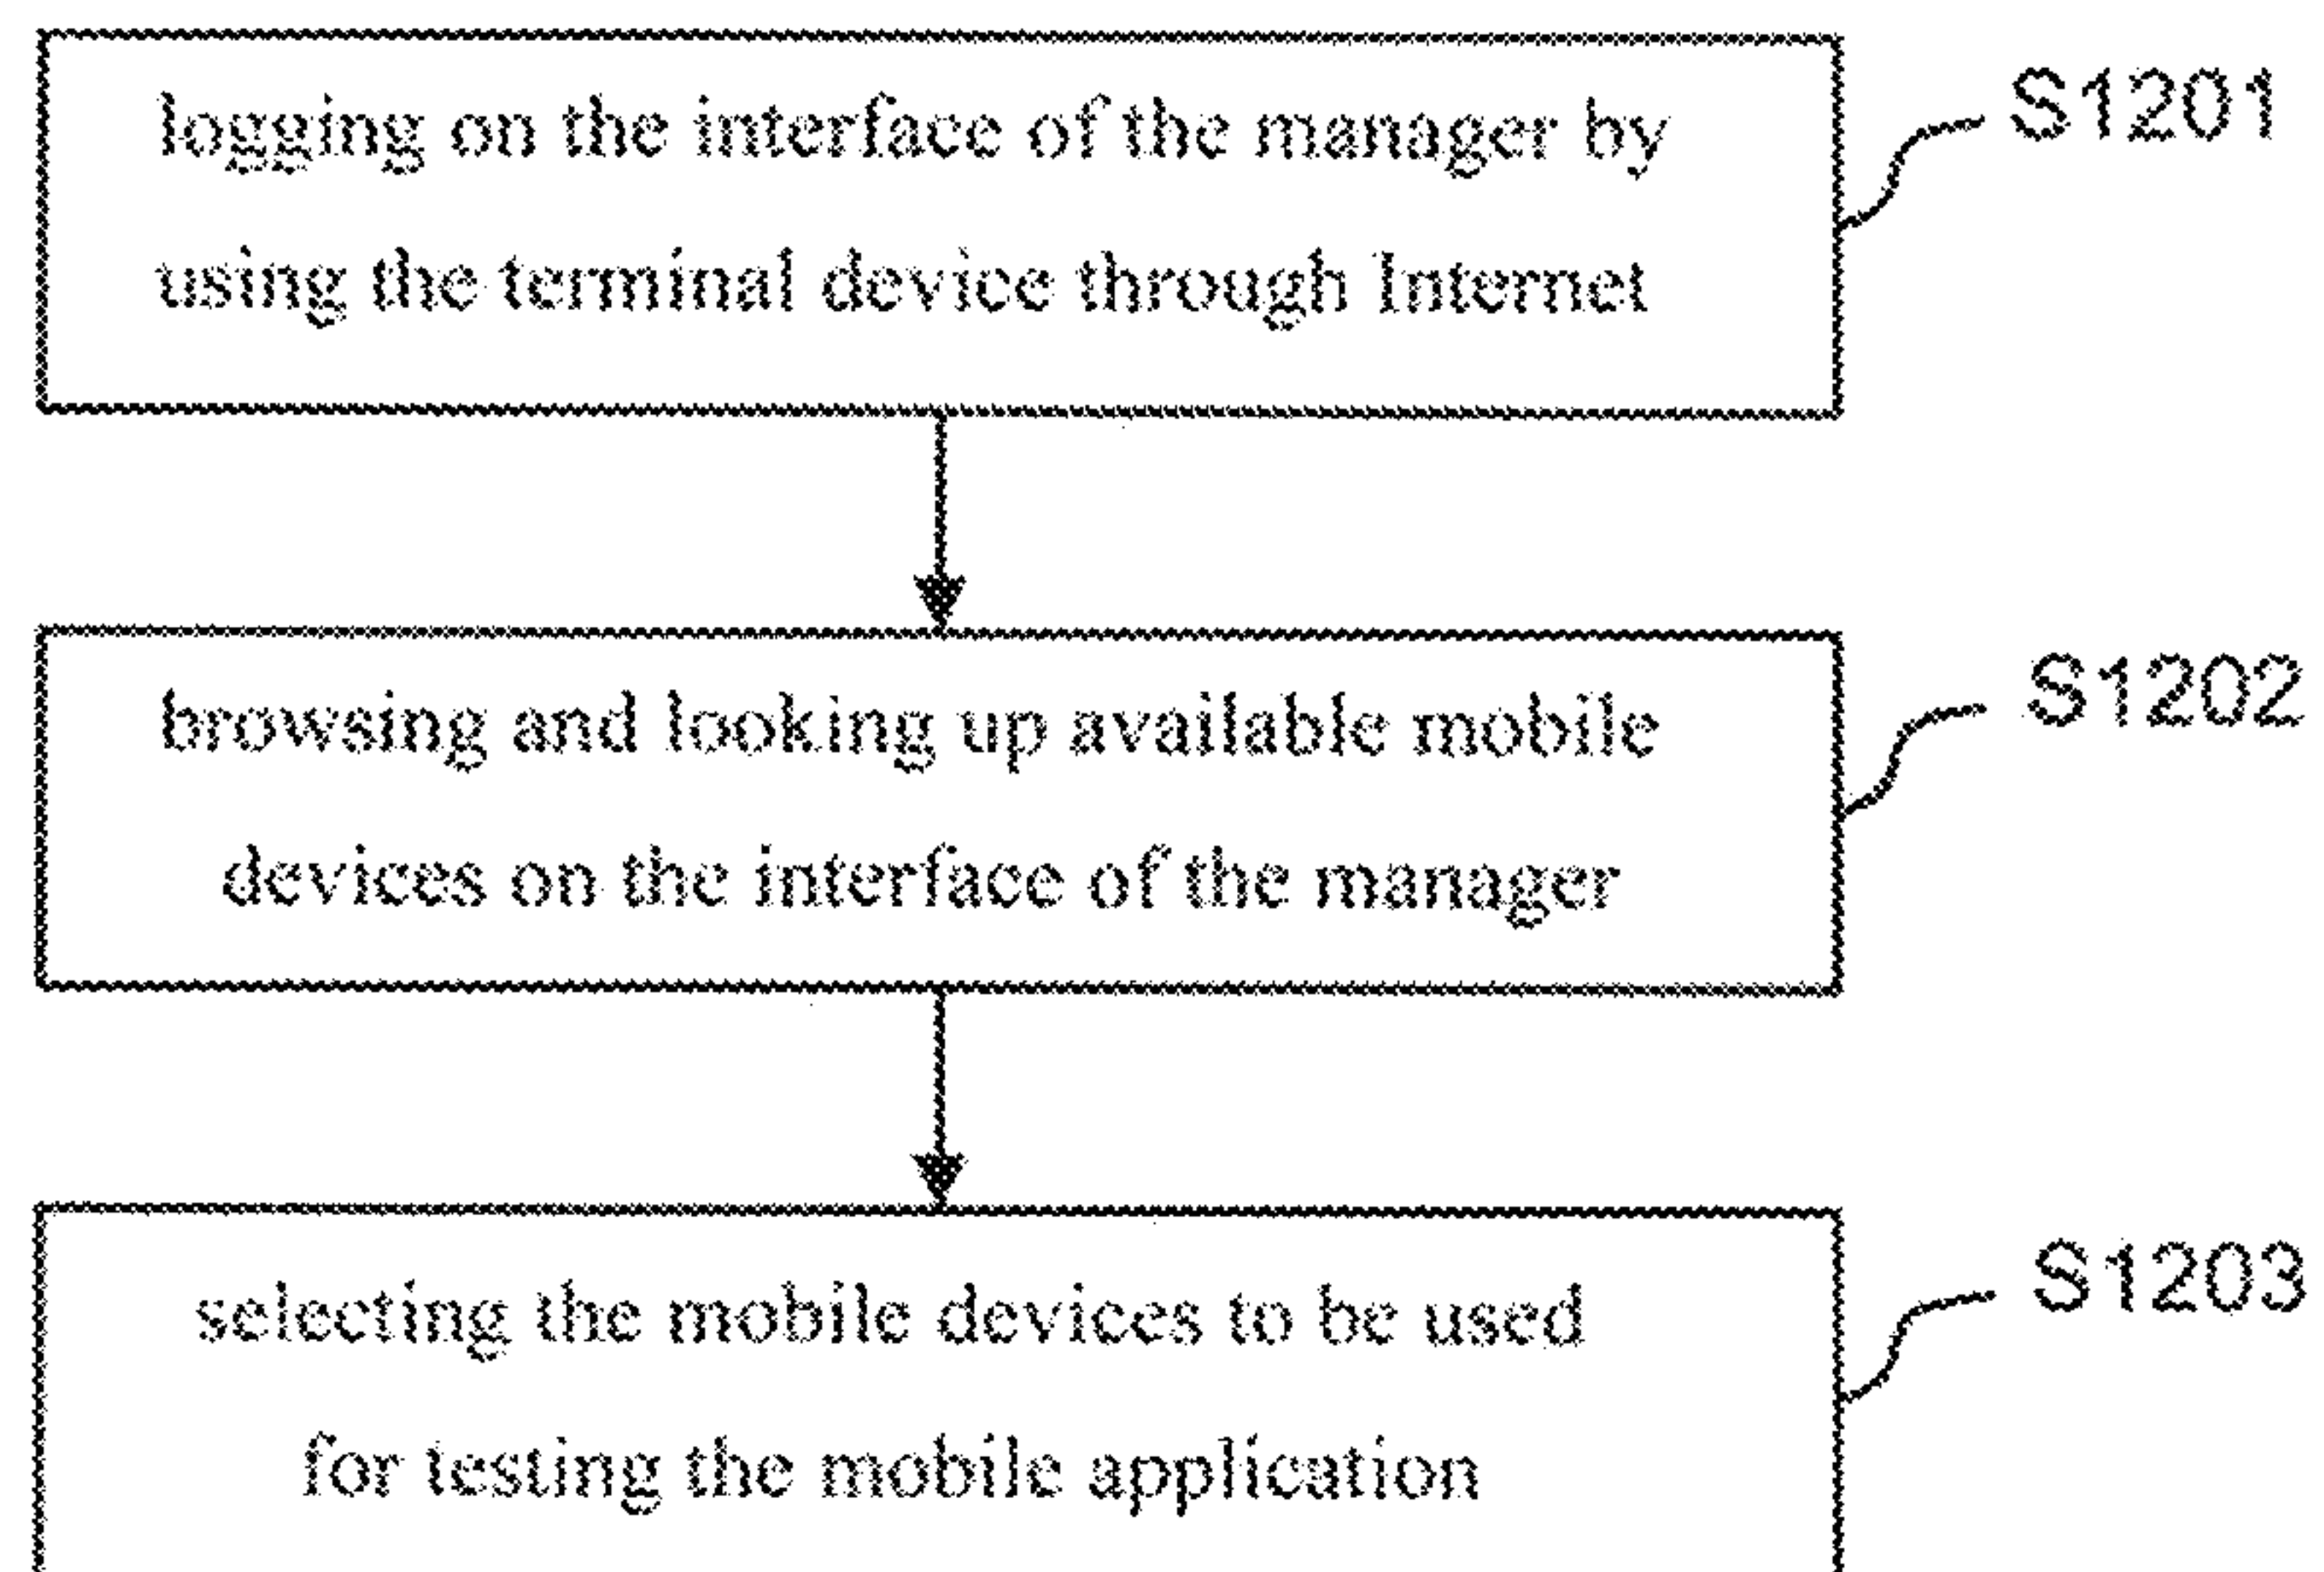 logging on the interface of the manager by
using the terminal device through Internet
S1201
browsing and looking up available mobile
devices on the interface of the manager
S1202
selecting the mobile devices to be used
for testing the mobile application
S1203